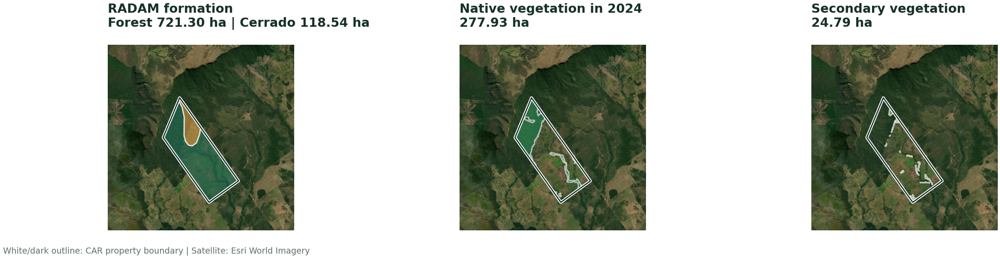 RADAM formation
Forest 721.30 ha | Cerrado 118.54 ha
Native vegetation in 2024
277.93 ha
Secondary vegetation
24.79 ha
White/dark outline: CAR property boundary | Satellite: Esri World Imagery